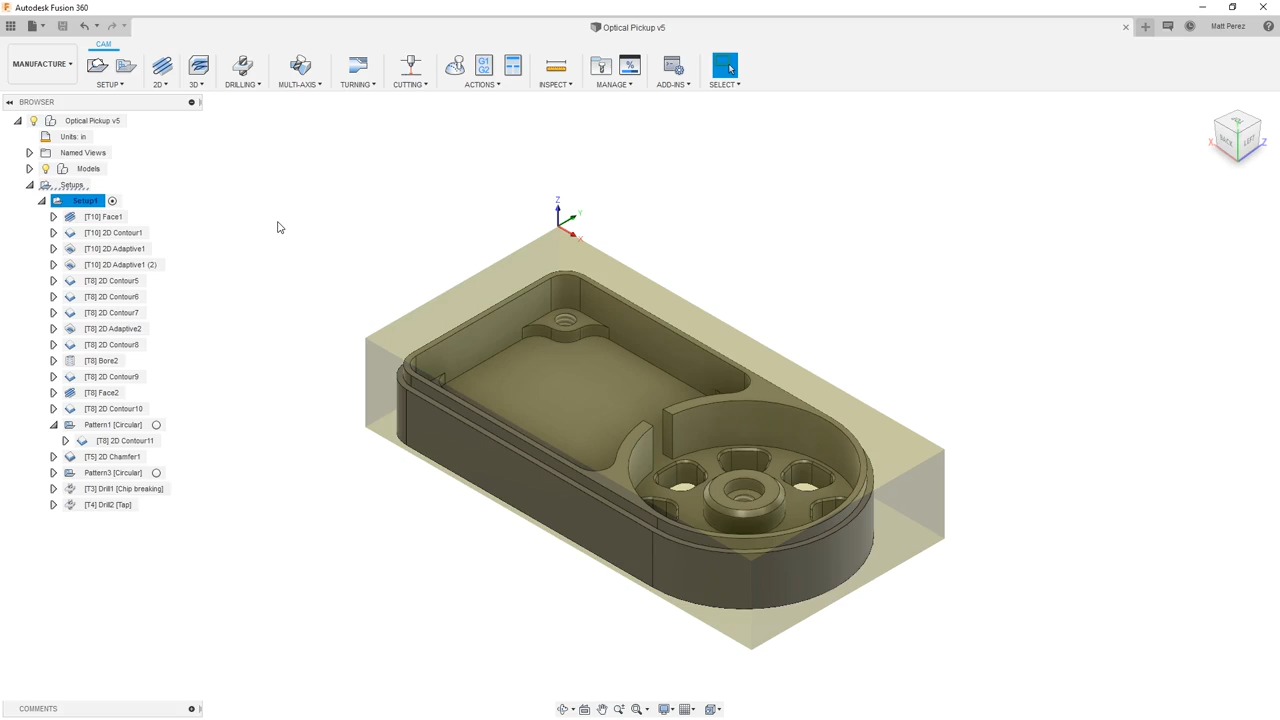 Autodesk Fusion 360
Optical Pickup v5
Matt Perez
CAM
MANUFACTURE
SETUP
2D
3D
DRILLING
MULTI-AXIS
TURNING
CUTTING
G1
G2
ACTIONS
INSPECT
MANAGE
ADD-INS
SELECT
BROWSER
Optical Pickup v5
Units: in
Named Views
Models
Setups
Setup1
[T10] Face1
[T10] 2D Contour1
[T10] 2D Adaptive1
[T10] 2D Adaptive1 (2)
[T8] 2D Contour5
[T8] 2D Contour6
[T8] 2D Contour7
[T8] 2D Adaptive2
[T8] 2D Contour8
[T8] Bore2
[T8] 2D Contour9
[T8] Face2
[T8] 2D Contour10
Pattern1 [Circular]
[T8] 2D Contour11
[T5] 2D Chamfer1
Pattern3 [Circular]
[T3] Drill1 [Chip breaking]
[T4] Drill2 [Tap]
Z
Y
X
BACK
LEFT
X
Z
COMMENTS